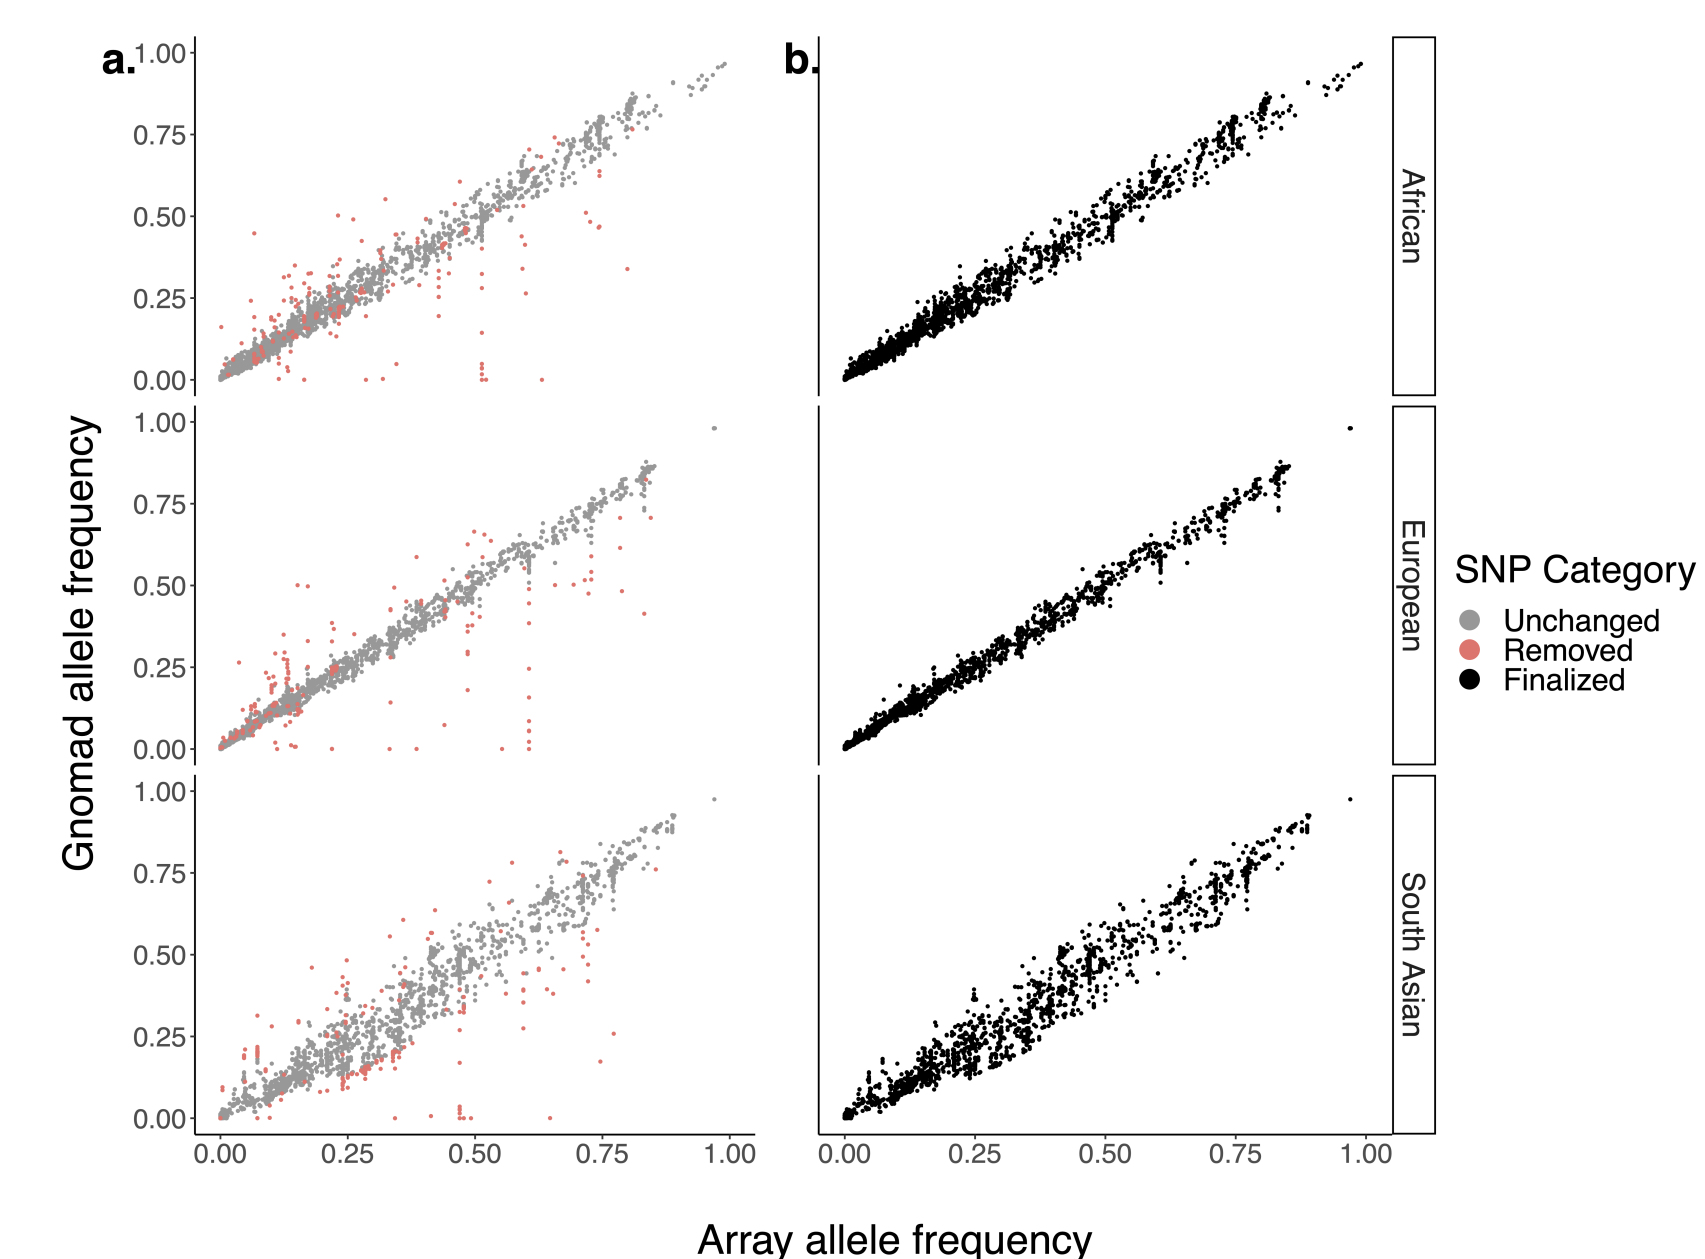 a.
b.
1.00
0.75
0.50
0.25
0.00
African
1.00
0.75
0.50
0.25
0.00
European
1.00
0.75
0.50
0.25
0.00
South Asian
Gnomad allele frequency
0.00 0.25 0.50 0.75 1.00
0.00 0.25 0.50 0.75 1.00
Array allele frequency
SNP Category
Unchanged
Removed
Finalized